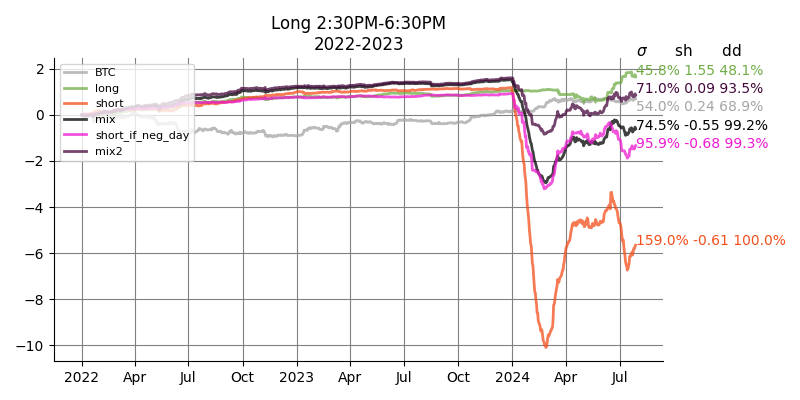 Long 2:30PM-6:30PM
2022-2023
σ sh dd
45.8% 1.55 48.1%
71.0% 0.09 93.5%
54.0% 0.24 68.9%
74.5% -0.55 99.2%
95.9% -0.68 99.3%
159.0% -0.61 100.0%
BTC
long
short
mix
short_if_neg_day
mix2
2
0
−2
−4
−6
−8
−10
2022 Apr Jul Oct 2023 Apr Jul Oct 2024 Apr Jul